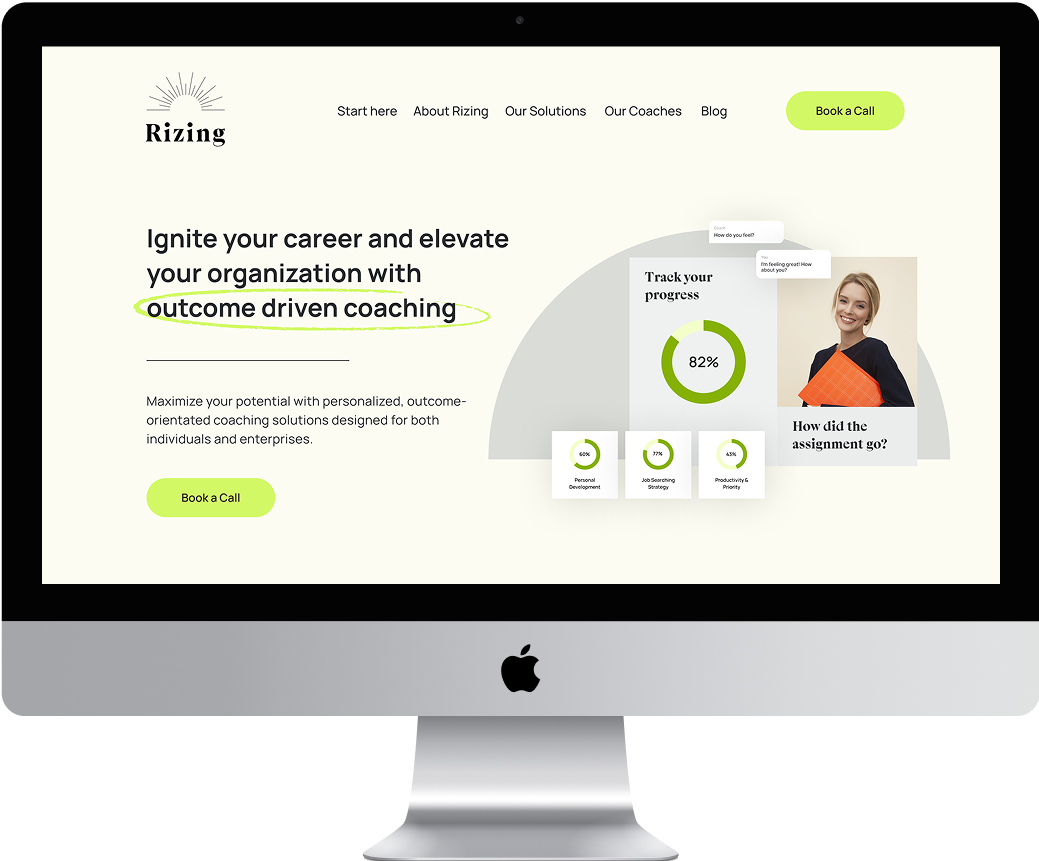 Rizing
Start here
About Rizing
Our Solutions
Our Coaches
Blog
Book a Call
Ignite your career and elevate
your organization with
outcome driven coaching
Maximize your potential with personalized, outcome-
orientated coaching solutions designed for both
individuals and enterprises.
Book a Call
Coach
How do you feel?
You
I'm feeling great! How
about you?
Track your
progress
82%
How did the
assignment go?
60%
Personal
Development
77%
Job Searching
Strategy
43%
Productivity &
Priority